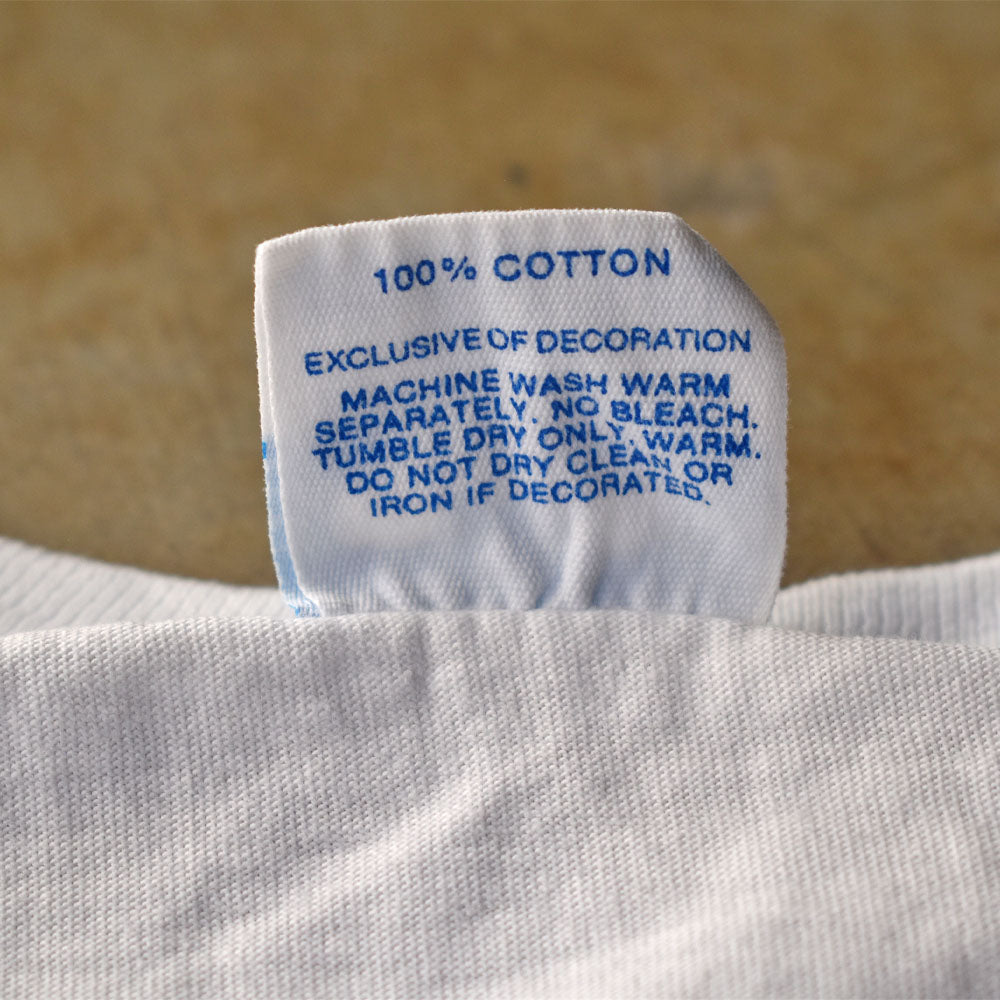 100% COTTON
EXCLUSIVE OF DECORATION
MACHINE WASH WARM
SEPARATELY. NO BLEACH.
TUMBLE DRY ONLY. WARM.
DO NOT DRY CLEAN OR
IRON IF DECORATED.